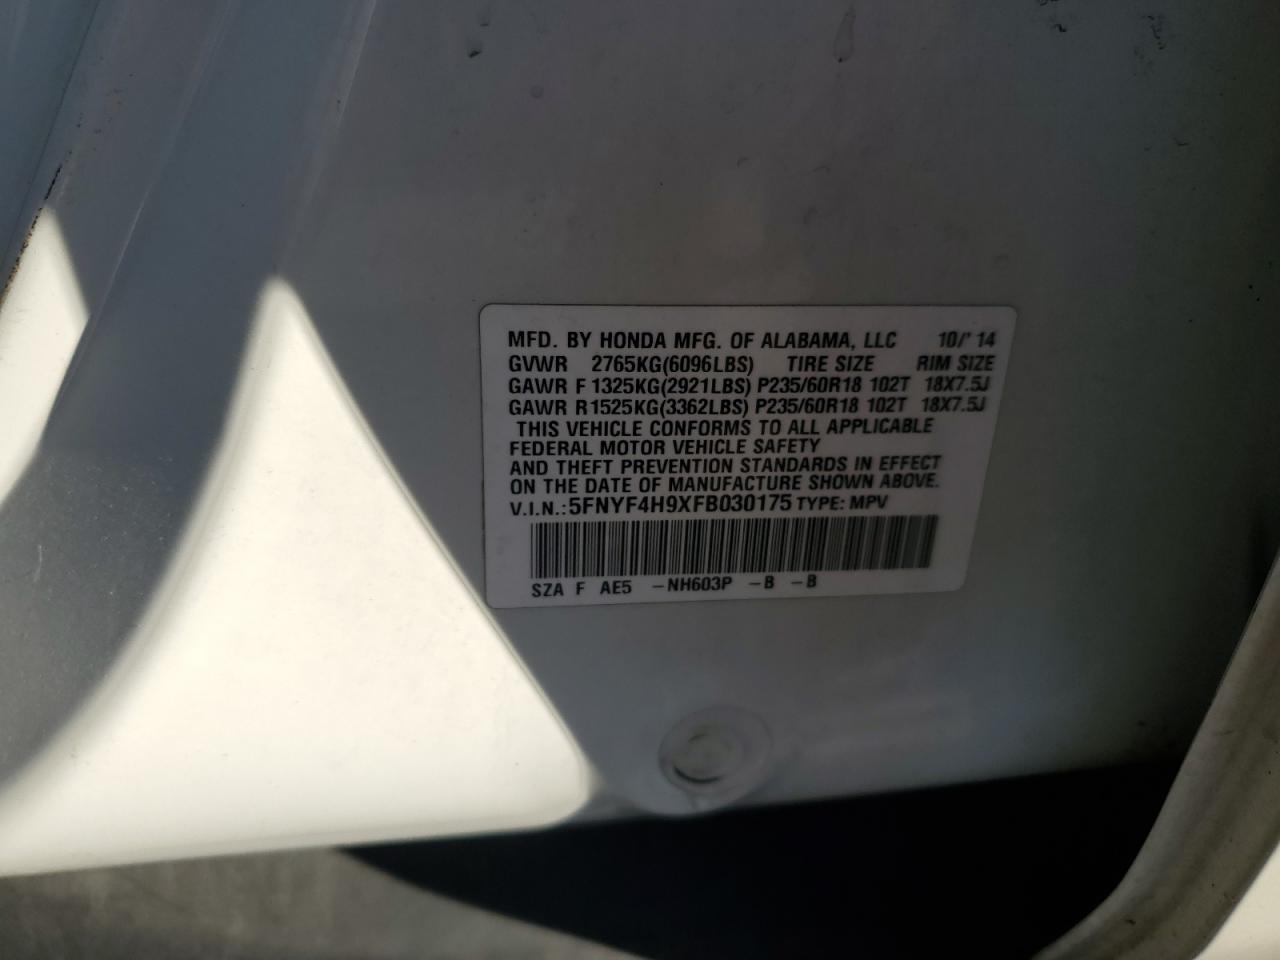 MFD. BY HONDA MFG. OF ALABAMA, LLC 10/'14
GVWR 2765KG(6096LBS) TIRE SIZE RIM SIZE
GAWR F 1325KG(2921LBS) P235/60R18 102T 18X7.5J
GAWR R1525KG(3362LBS) P235/60R18 102T 18X7.5J
THIS VEHICLE CONFORMS TO ALL APPLICABLE
FEDERAL MOTOR VEHICLE SAFETY
AND THEFT PREVENTION STANDARDS IN EFFECT
ON THE DATE OF MANUFACTURE SHOWN ABOVE.
V.I.N.:5FNYF4H9XFB030175 TYPE: MPV
SZA F AE5 -NH603P -B -B